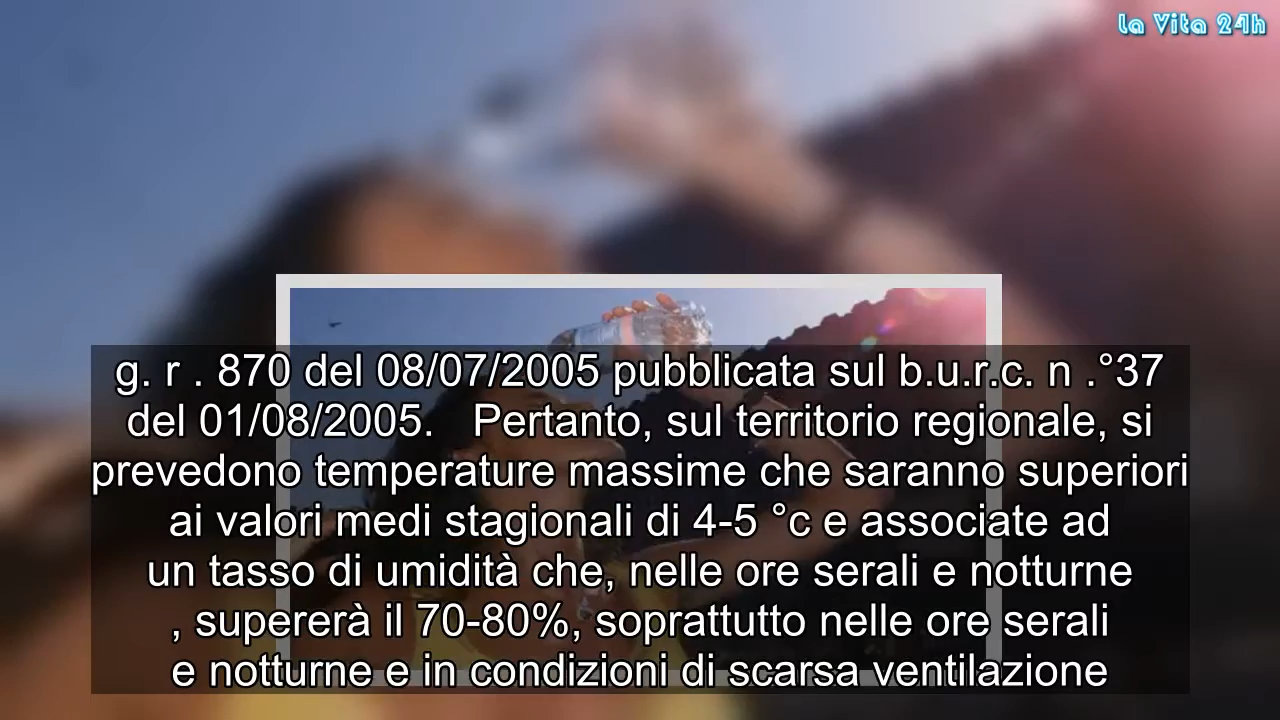 La Vita 24h
g. r . 870 del 08/07/2005 pubblicata sul b.u.r.c. n .°37
del 01/08/2005.   Pertanto, sul territorio regionale, si
prevedono temperature massime che saranno superiori
ai valori medi stagionali di 4-5 °c e associate ad
un tasso di umidità che, nelle ore serali e notturne
, supererà il 70-80%, soprattutto nelle ore serali
e notturne e in condizioni di scarsa ventilazione